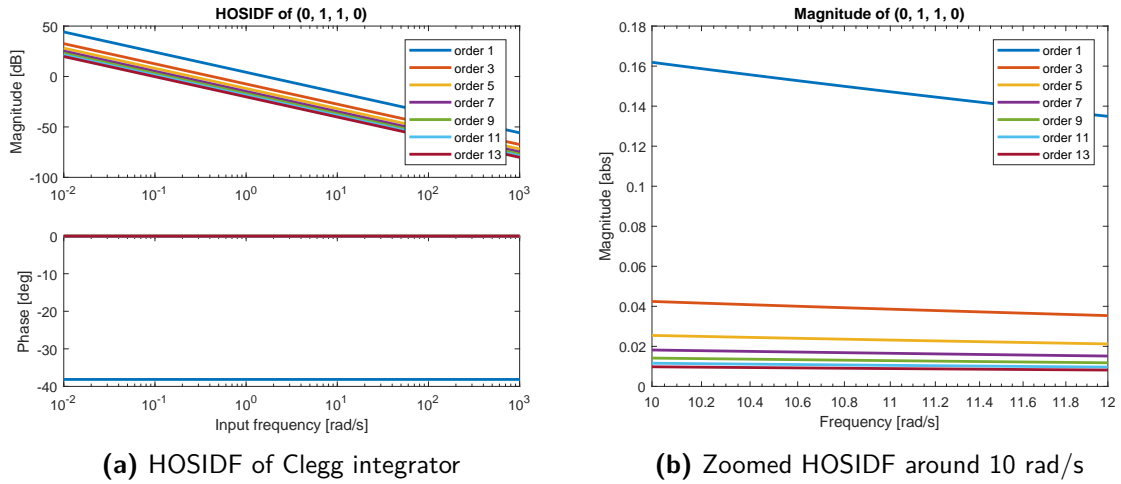 HOSIDF of (0, 1, 1, 0)
Magnitude [dB]
50
0
-50
-100
10^-2 10^-1 10^0 10^1 10^2 10^3
order 1
order 3
order 5
order 7
order 9
order 11
order 13
Phase [deg]
0
-10
-20
-30
-40
10^-2 10^-1 10^0 10^1 10^2 10^3
Input frequency [rad/s]
(a) HOSIDF of Clegg integrator
Magnitude of (0, 1, 1, 0)
Magnitude [abs]
0.18
0.16
0.14
0.12
0.1
0.08
0.06
0.04
0.02
0
10 10.2 10.4 10.6 10.8 11 11.2 11.4 11.6 11.8 12
order 1
order 3
order 5
order 7
order 9
order 11
order 13
Frequency [rad/s]
(b) Zoomed HOSIDF around 10 rad/s